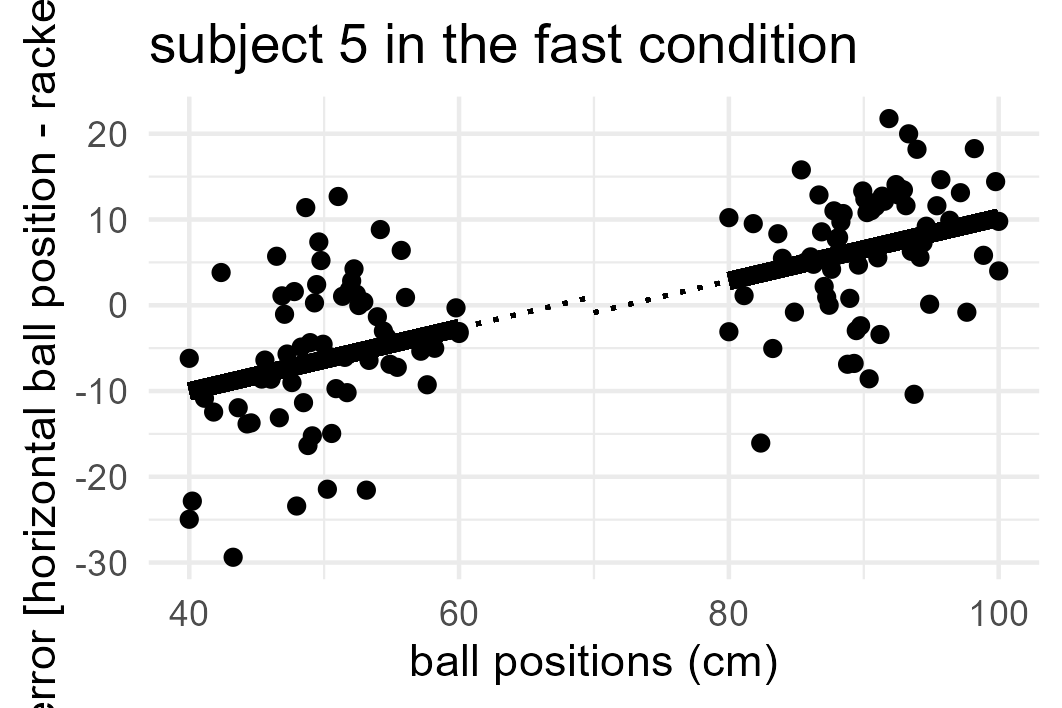 subject 5 in the fast condition
error [horizontal ball position - racke
20
10
0
-10
-20
-30
40 60 80 100
ball positions (cm)